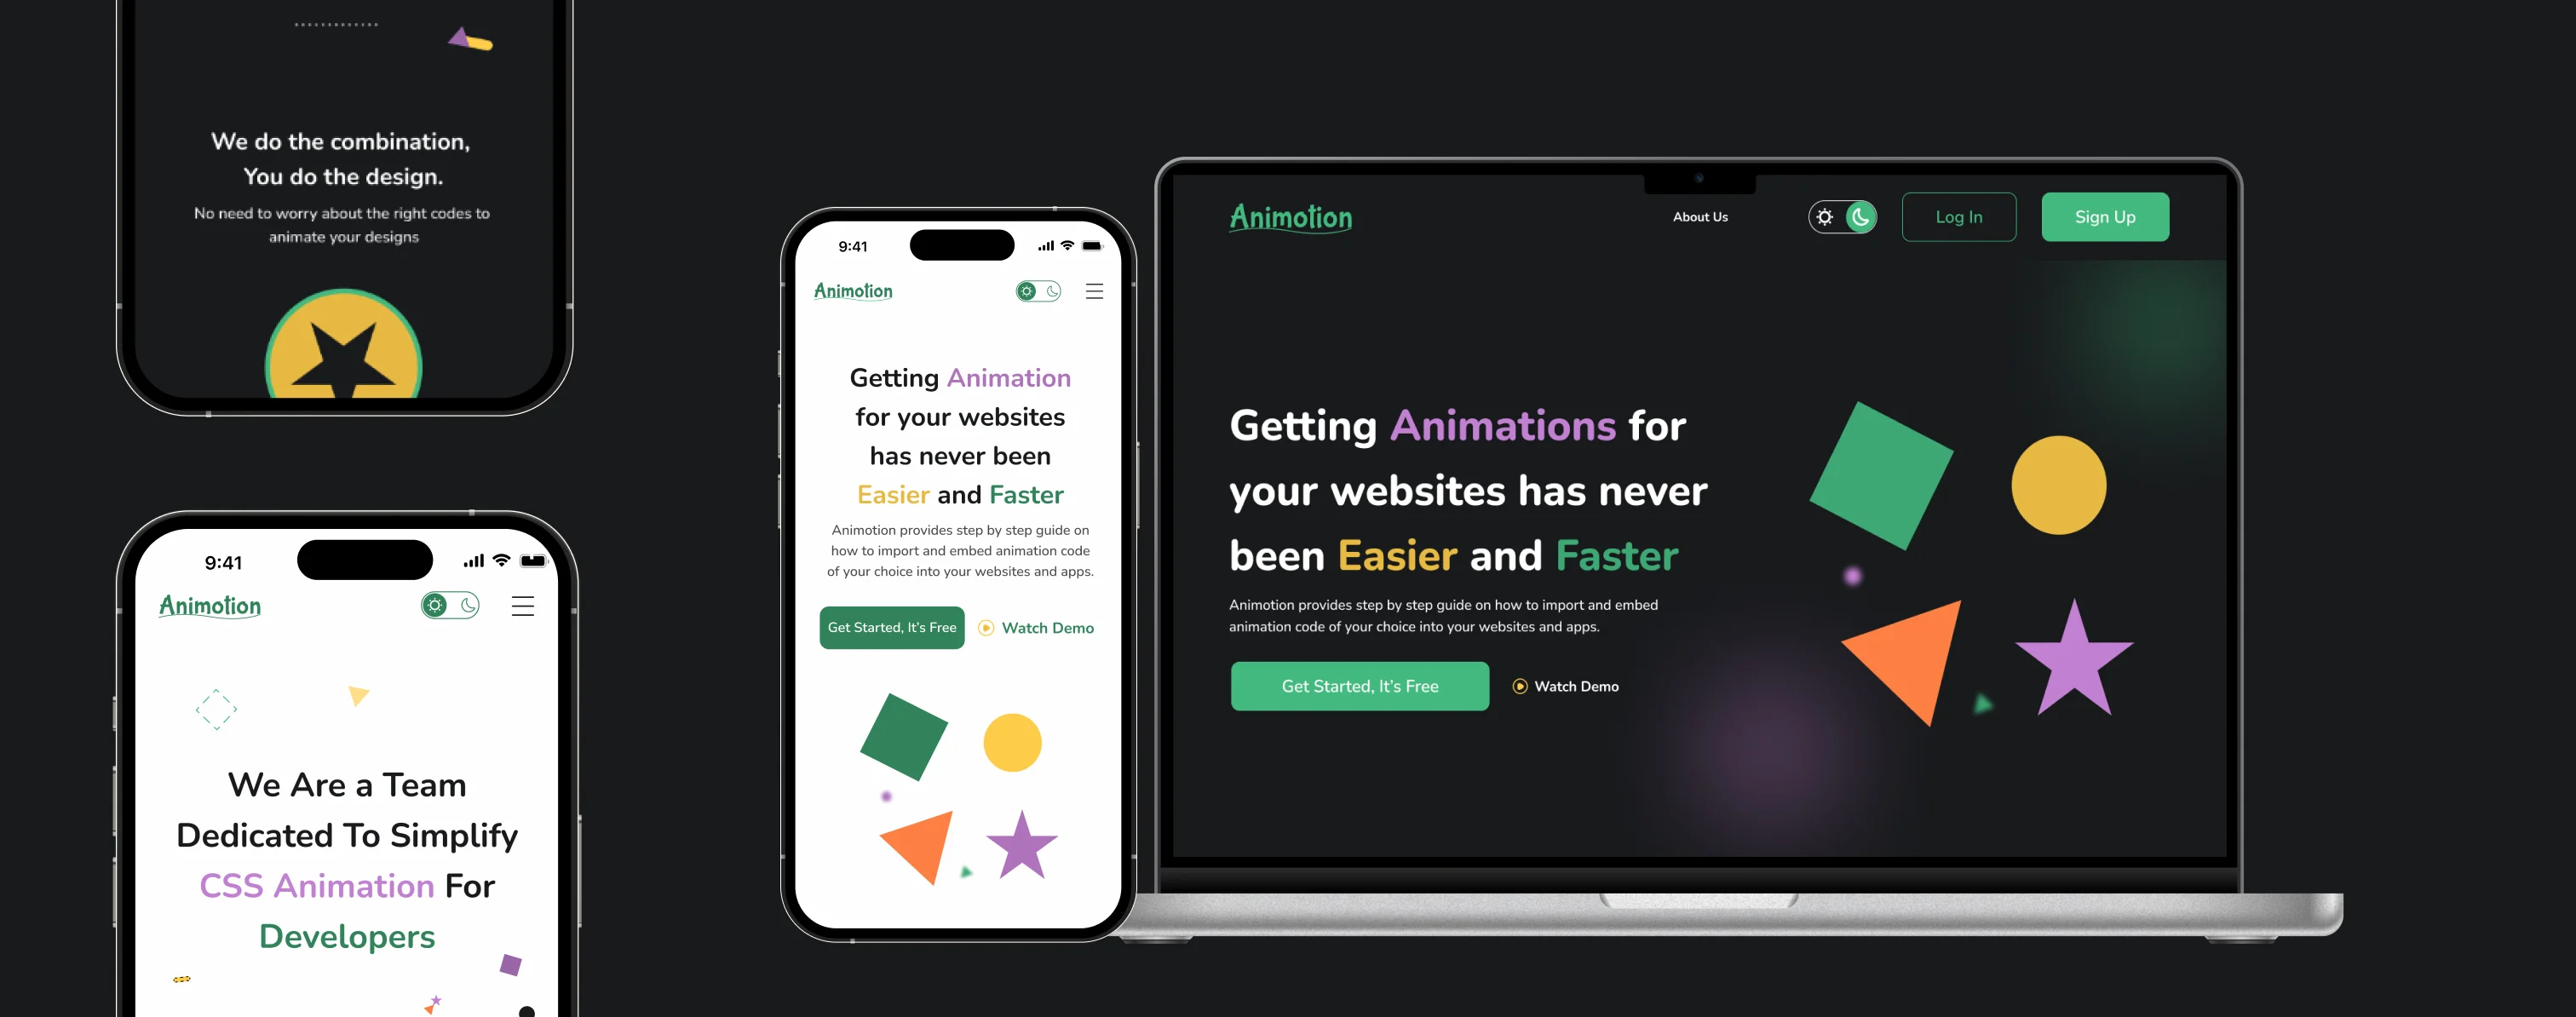 We do the combination,
You do the design.
No need to worry about the right codes to
animate your designs
9:41
Animotion
We Are a Team
Dedicated To Simplify
CSS Animation For
Developers
9:41
Animotion
Getting Animation
for your websites
has never been
Easier and Faster
Animotion provides step by step guide on
how to import and embed animation code
of your choice into your websites and apps.
Get Started, It's Free
Watch Demo
Animotion
About Us
Log In
Sign Up
Getting Animations for
your websites has never
been Easier and Faster
Animotion provides step by step guide on how to import and embed
animation code of your choice into your websites and apps.
Get Started, It's Free
Watch Demo